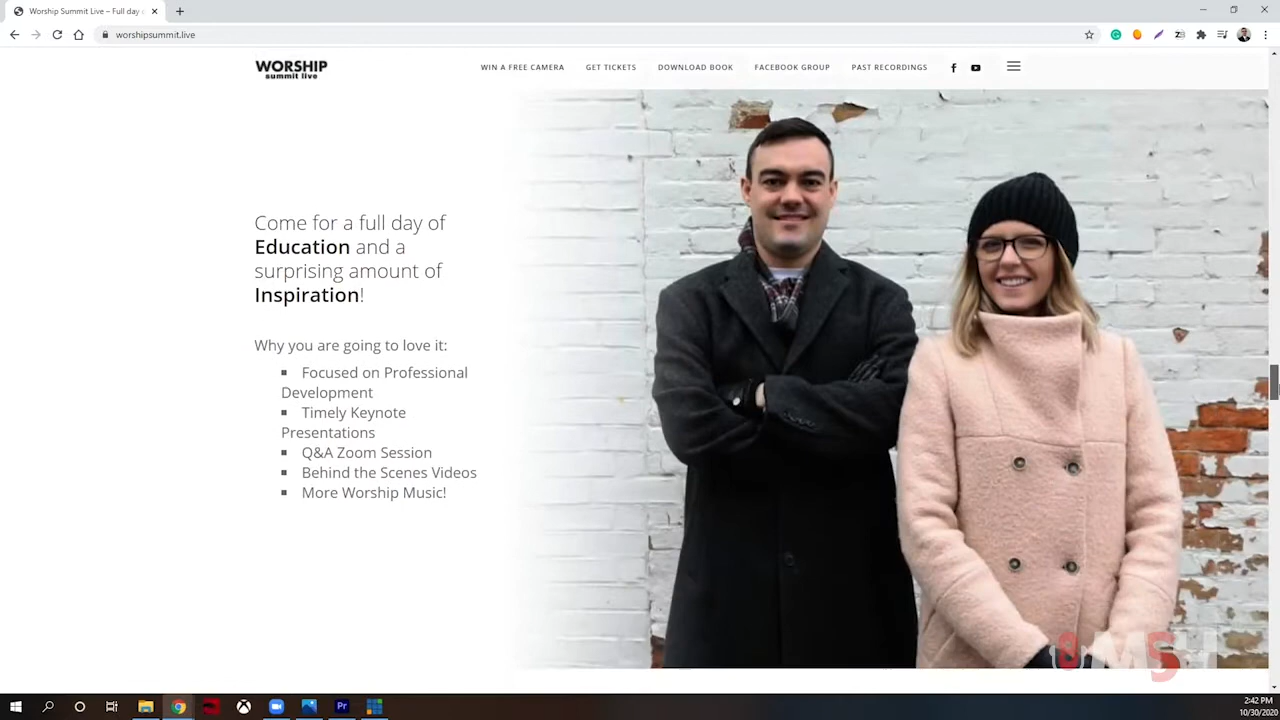 Worship Summit Live – Full day
worshipsummit.live
WORSHIP
summit live
WIN A FREE CAMERA
GET TICKETS
DOWNLOAD BOOK
FACEBOOK GROUP
PAST RECORDINGS
Come for a full day of
Education and a
surprising amount of
Inspiration!
Why you are going to love it:
Focused on Professional
Development
Timely Keynote
Presentations
Q&A Zoom Session
Behind the Scenes Videos
More Worship Music!
MSH
Pr
2:42 PM
10/30/2020